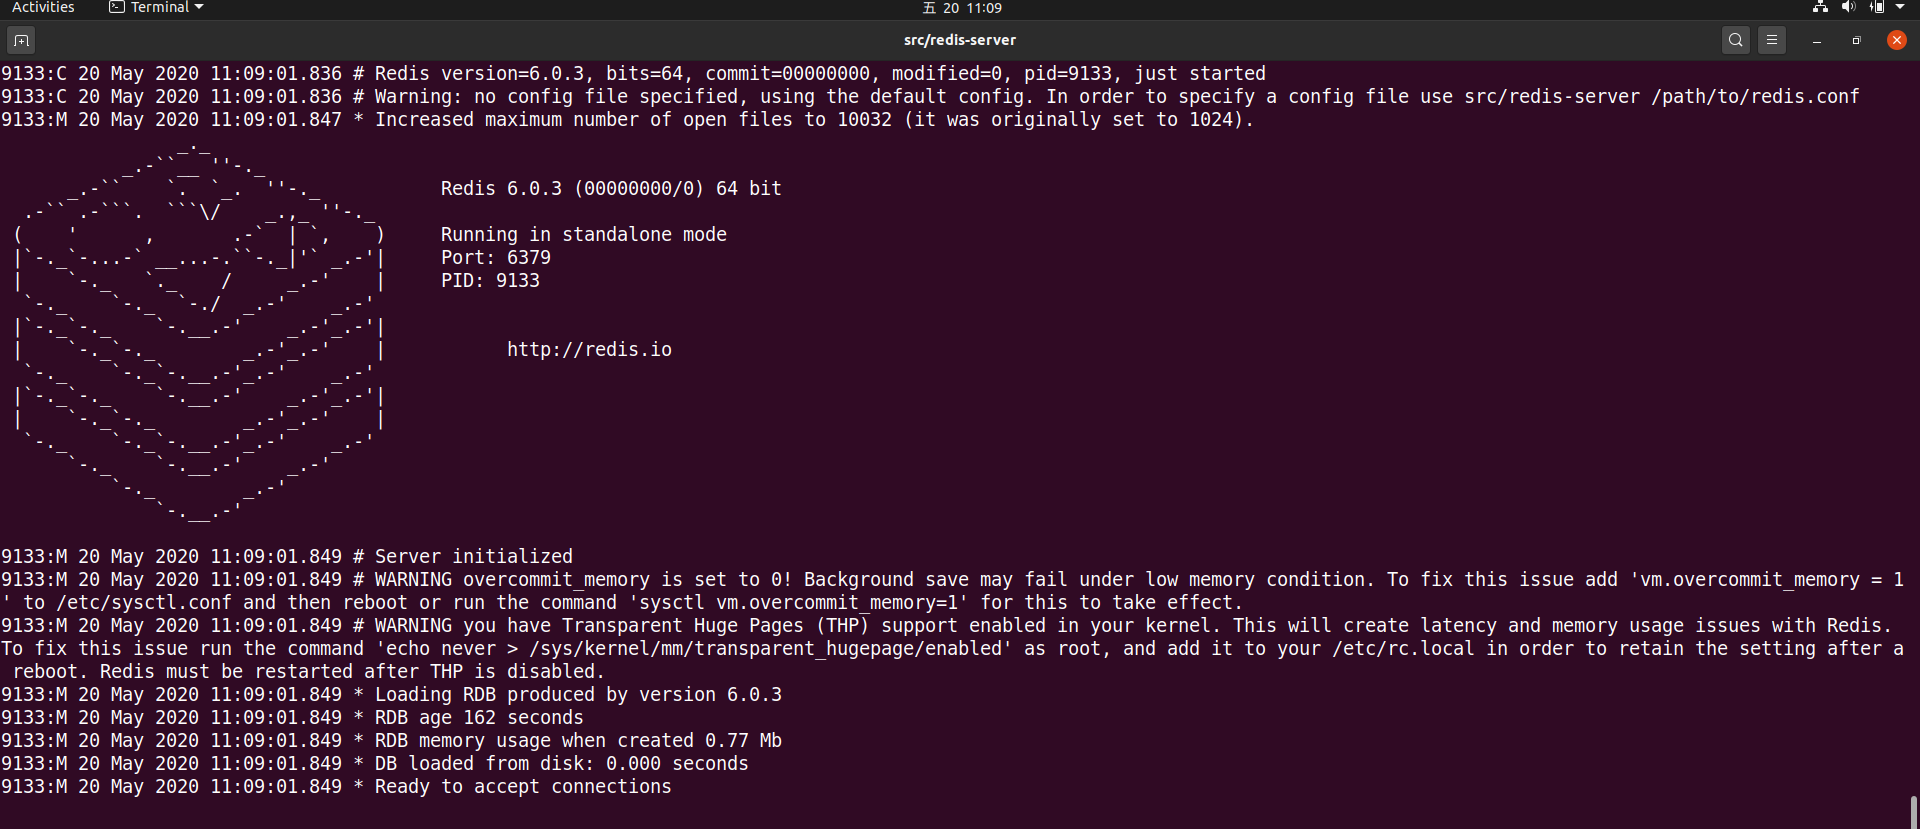 Activities Terminal 五 20 11:09
src/redis-server
9133:C 20 May 2020 11:09:01.836 # Redis version=6.0.3, bits=64, commit=00000000, modified=0, pid=9133, just started
9133:C 20 May 2020 11:09:01.836 # Warning: no config file specified, using the default config. In order to specify a config file use src/redis-server /path/to/redis.conf
9133:M 20 May 2020 11:09:01.847 * Increased maximum number of open files to 10032 (it was originally set to 1024).
Redis 6.0.3 (00000000/0) 64 bit
Running in standalone mode
Port: 6379
PID: 9133
http://redis.io
9133:M 20 May 2020 11:09:01.849 # Server initialized
9133:M 20 May 2020 11:09:01.849 # WARNING overcommit_memory is set to 0! Background save may fail under low memory condition. To fix this issue add 'vm.overcommit_memory = 1
' to /etc/sysctl.conf and then reboot or run the command 'sysctl vm.overcommit_memory=1' for this to take effect.
9133:M 20 May 2020 11:09:01.849 # WARNING you have Transparent Huge Pages (THP) support enabled in your kernel. This will create latency and memory usage issues with Redis.
To fix this issue run the command 'echo never > /sys/kernel/mm/transparent_hugepage/enabled' as root, and add it to your /etc/rc.local in order to retain the setting after a
reboot. Redis must be restarted after THP is disabled.
9133:M 20 May 2020 11:09:01.849 * Loading RDB produced by version 6.0.3
9133:M 20 May 2020 11:09:01.849 * RDB age 162 seconds
9133:M 20 May 2020 11:09:01.849 * RDB memory usage when created 0.77 Mb
9133:M 20 May 2020 11:09:01.849 * DB loaded from disk: 0.000 seconds
9133:M 20 May 2020 11:09:01.849 * Ready to accept connections